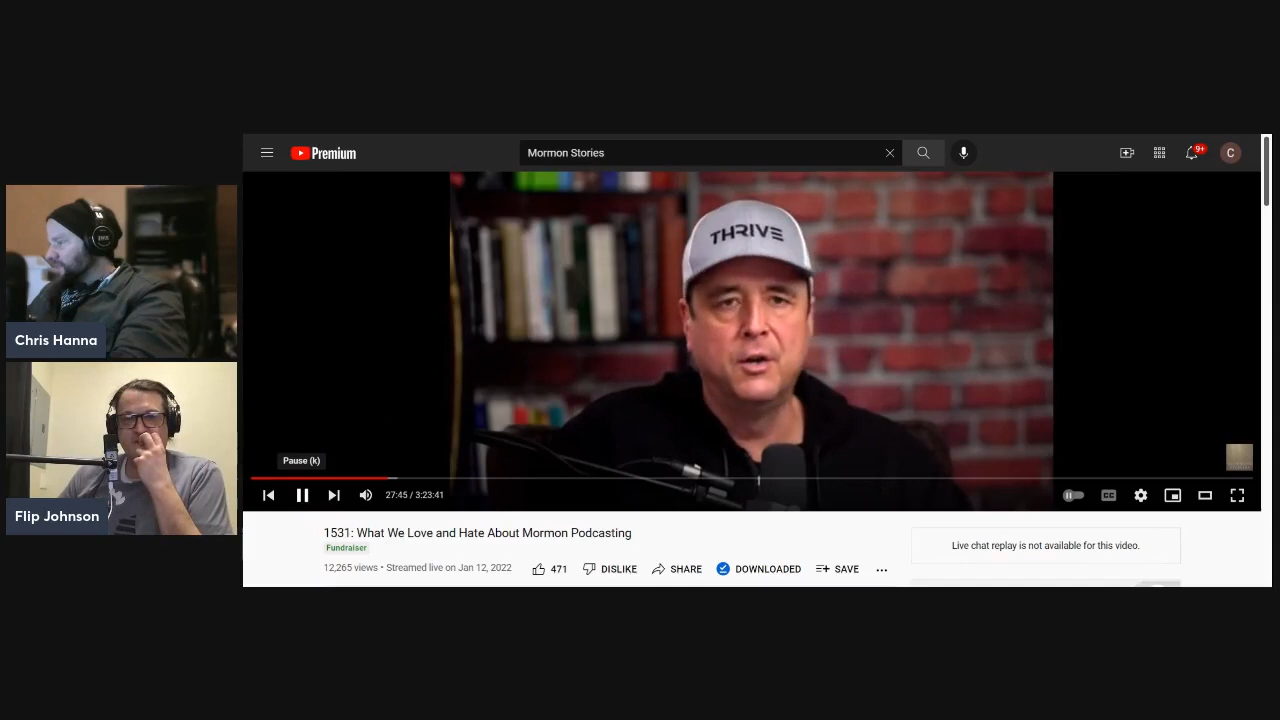 Premium
Mormon Stories
9+
C
THRIVE
Chris Hanna
Flip Johnson
Pause (k)
27:45 / 3:23:41
CC
1531: What We Love and Hate About Mormon Podcasting
Fundraiser
12,265 views • Streamed live on Jan 12, 2022
471
DISLIKE
SHARE
DOWNLOADED
SAVE
Live chat replay is not available for this video.